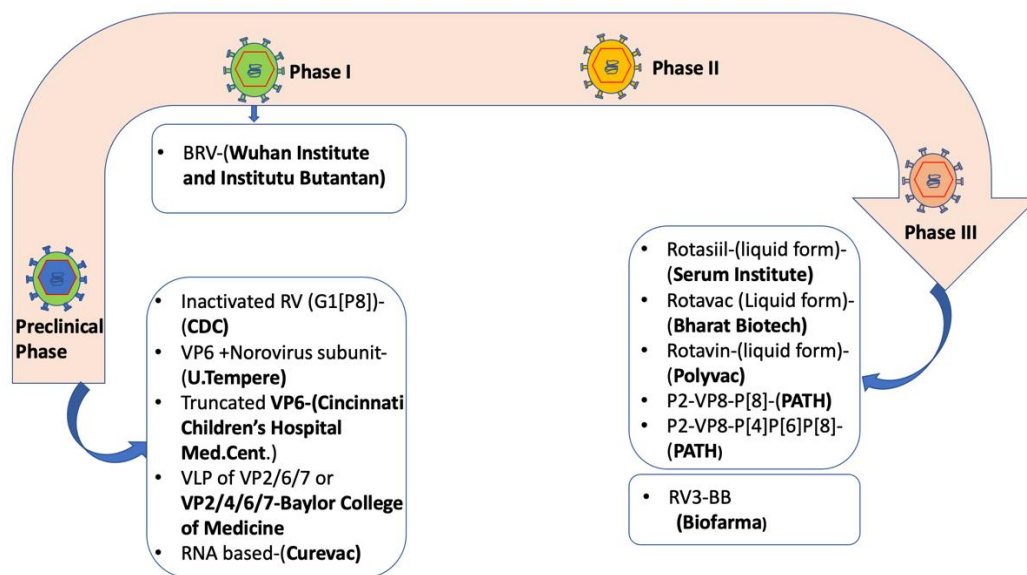 Phase I
Phase II
Phase III
Preclinical
Phase
• BRV-(Wuhan Institute
and Institutu Butantan)
• Inactivated RV (G1[P8])-
(CDC)
• VP6 +Norovirus subunit-
(U.Tempere)
• Truncated VP6-(Cincinnati
Children’s Hospital
Med.Cent.)
• VLP of VP2/6/7 or
VP2/4/6/7-Baylor College
of Medicine
• RNA based-(Curevac)
• Rotasiil-(liquid form)-
(Serum Institute)
• Rotavac (Liquid form)-
(Bharat Biotech)
• Rotavin-(liquid form)-
(Polyvac)
• P2-VP8-P[8]-(PATH)
• P2-VP8-P[4]P[6]P[8]-
(PATH)
• RV3-BB
(Biofarma)